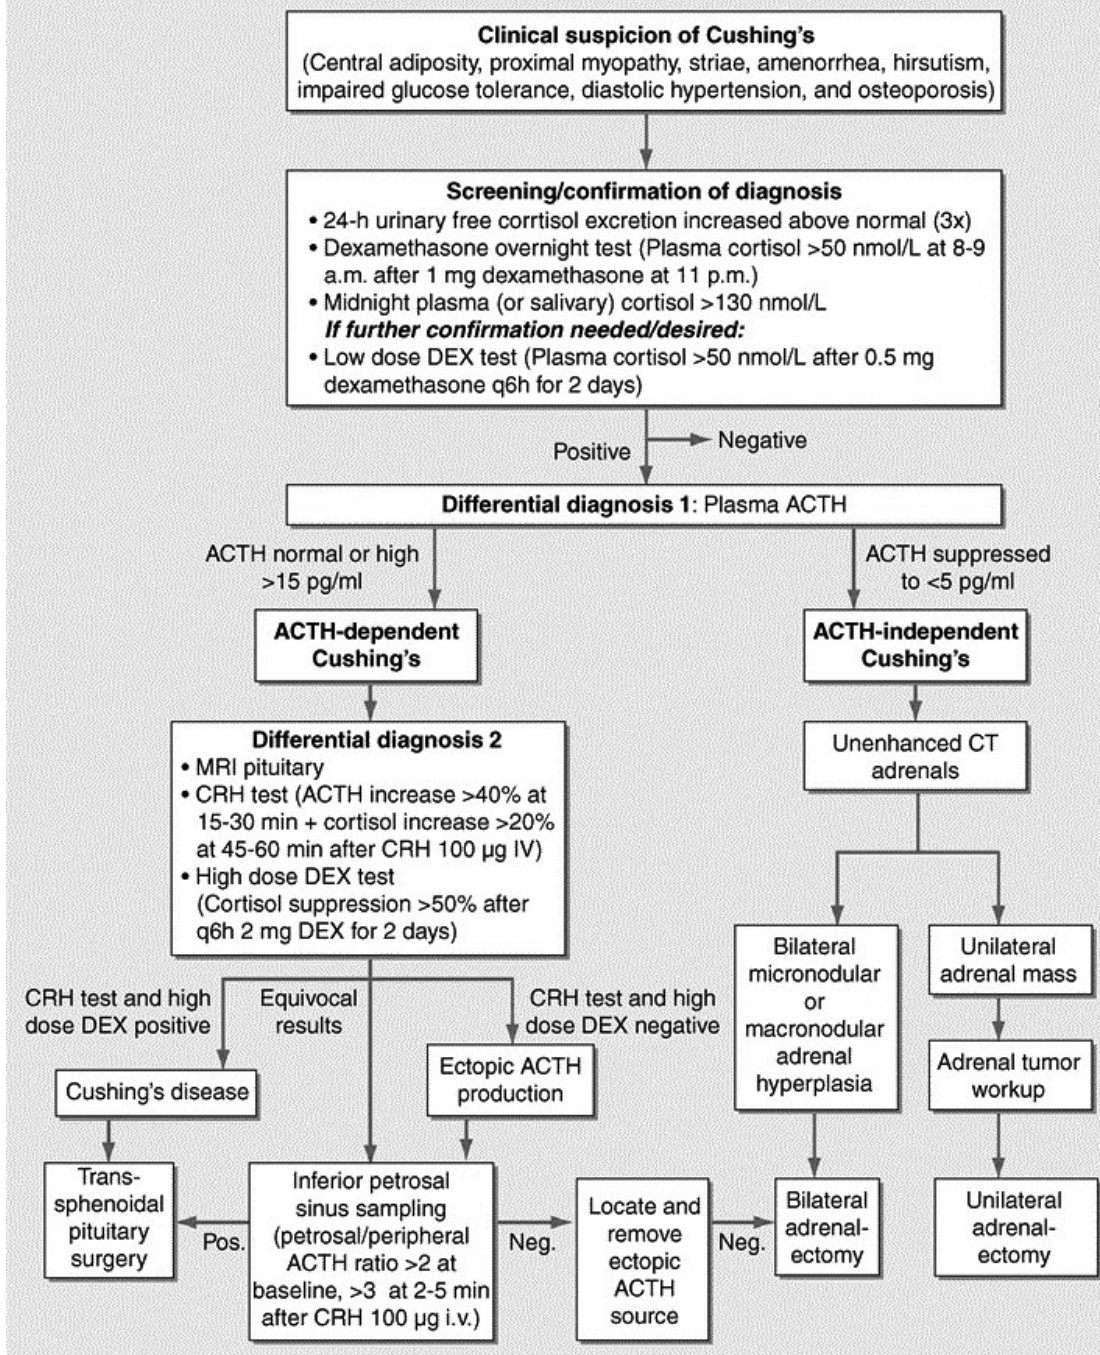 Clinical suspicion of Cushing's
(Central adiposity, proximal myopathy, striae, amenorrhea, hirsutism,
impaired glucose tolerance, diastolic hypertension, and osteoporosis)
Screening/confirmation of diagnosis
• 24-h urinary free corrtisol excretion increased above normal (3x)
• Dexamethasone overnight test (Plasma cortisol >50 nmol/L at 8-9
a.m. after 1 mg dexamethasone at 11 p.m.)
• Midnight plasma (or salivary) cortisol >130 nmol/L
If further confirmation needed/desired:
• Low dose DEX test (Plasma cortisol >50 nmol/L after 0.5 mg
dexamethasone q6h for 2 days)
Positive
Negative
Differential diagnosis 1: Plasma ACTH
ACTH normal or high
>15 pg/ml
ACTH suppressed
to <5 pg/ml
ACTH-dependent
Cushing's
ACTH-independent
Cushing's
Differential diagnosis 2
• MRI pituitary
• CRH test (ACTH increase >40% at
15-30 min + cortisol increase >20%
at 45-60 min after CRH 100 µg IV)
• High dose DEX test
(Cortisol suppression >50% after
q6h 2 mg DEX for 2 days)
Unenhanced CT
adrenals
CRH test and high
dose DEX positive
Equivocal
results
CRH test and high
dose DEX negative
Bilateral
micronodular
or
macronodular
adrenal
hyperplasia
Unilateral
adrenal mass
Cushing's disease
Ectopic ACTH
production
Adrenal tumor
workup
Trans-
sphenoidal
pituitary
surgery
Pos.
Inferior petrosal
sinus sampling
(petrosal/peripheral
ACTH ratio >2 at
baseline, >3 at 2-5 min
after CRH 100 µg i.v.)
Neg.
Locate and
remove
ectopic
ACTH
source
Neg.
Bilateral
adrenal-
ectomy
Unilateral
adrenal-
ectomy